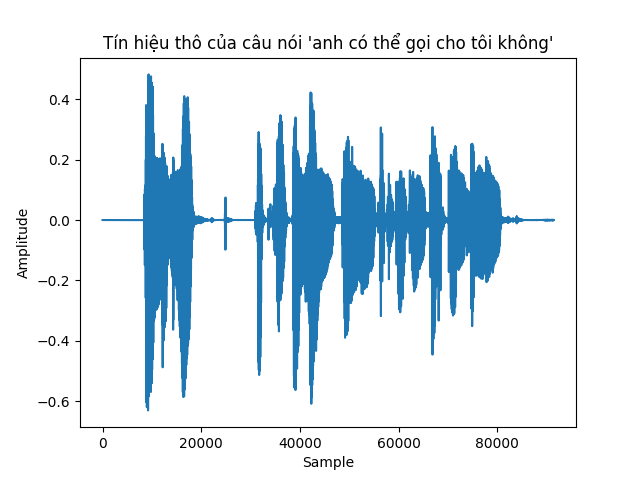 Tín hiệu thô của câu nói 'anh có thể gọi cho tôi không'
0.4
0.2
0.0
−0.2
−0.4
−0.6
Amplitude
0 20000 40000 60000 80000
Sample